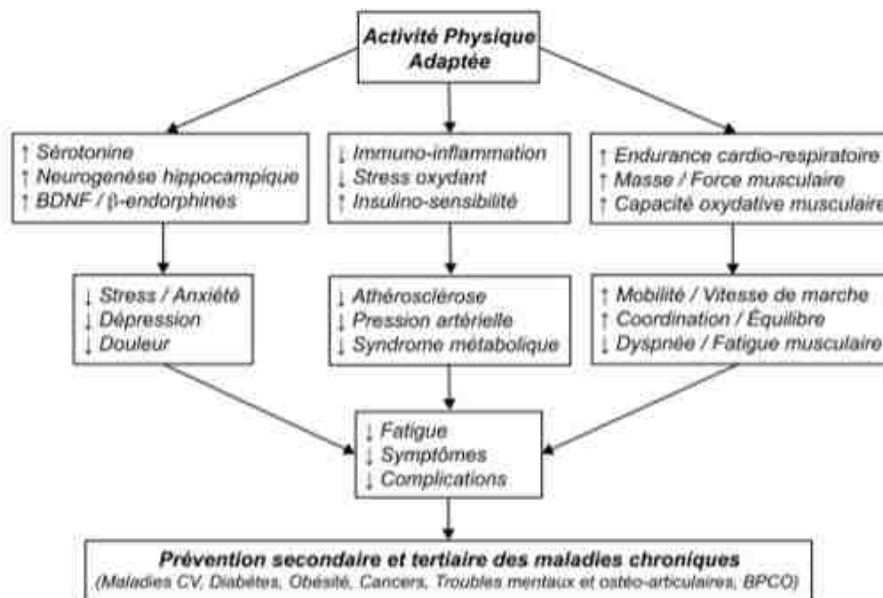 Activité Physique
Adaptée
↑ Sérotonine
↑ Neurogenèse hippocampique
↑ BDNF / β-endorphines
↓ Immuno-inflammation
↓ Stress oxydant
↑ Insulino-sensibilité
↑ Endurance cardio-respiratoire
↑ Masse / Force musculaire
↑ Capacité oxydative musculaire
↓ Stress / Anxiété
↓ Dépression
↓ Douleur
↓ Athérosclérose
↓ Pression artérielle
↓ Syndrome métabolique
↑ Mobilité / Vitesse de marche
↑ Coordination / Équilibre
↓ Dyspnée / Fatigue musculaire
↓ Fatigue
↓ Symptômes
↓ Complications
Prévention secondaire et tertiaire des maladies chroniques
(Maladies CV, Diabètes, Obésité, Cancers, Troubles mentaux et ostéo-articulaires, BPCO)